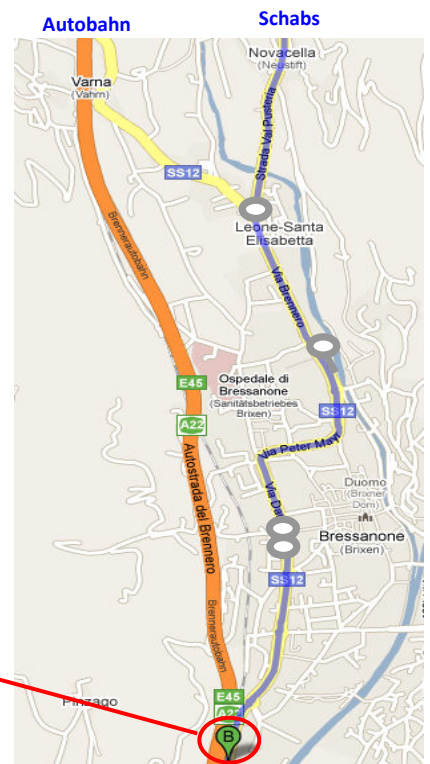 Autobahn
Schabs
Novacella
(Neustift)
Varna
(Vahrn)
Strada Val Pusteria
SS12
Leone-Santa
Elisabetta
Brennerautobahn
Via Brennero
E45
Ospedale di
Bressanone
(Sanitätsbetriebes
Brixen)
SS12
A22
Via Peter Mayr
Autostrada del Brennero
Duomo
(Brixner
Dom)
Via Dan
Bressanone
(Brixen)
SS12
Brennerautobahn
E45
Pinzago
A22
B